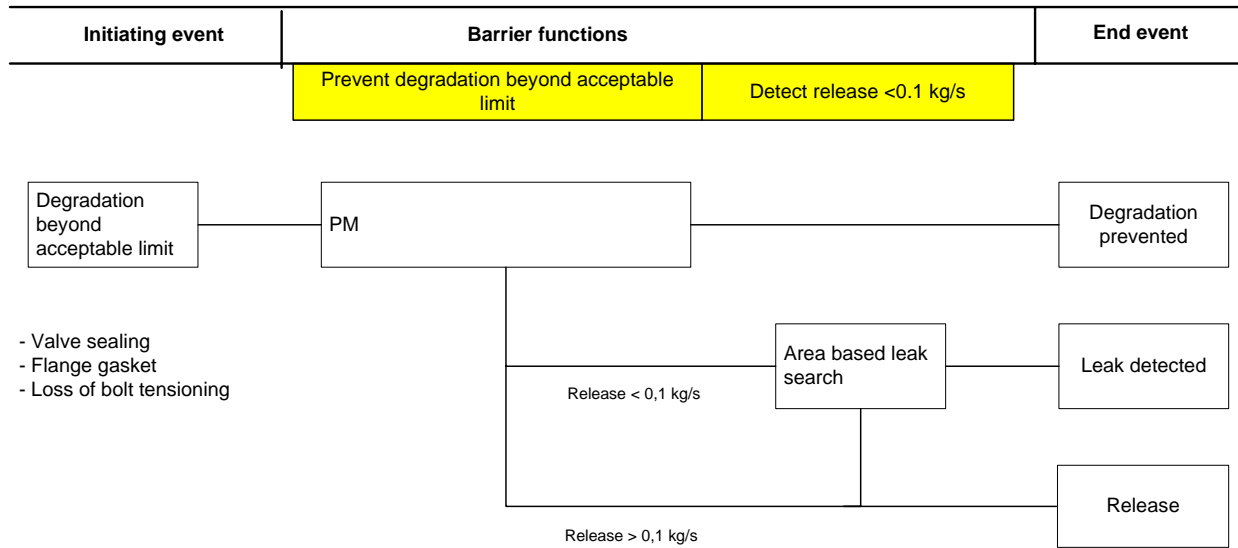 Initiating event
Barrier functions
End event
Prevent degradation beyond acceptable
limit
Detect release <0.1 kg/s
Degradation
beyond
acceptable limit
PM
Degradation
prevented
- Valve sealing
- Flange gasket
- Loss of bolt tensioning
Area based leak
search
Leak detected
Release < 0,1 kg/s
Release
Release > 0,1 kg/s